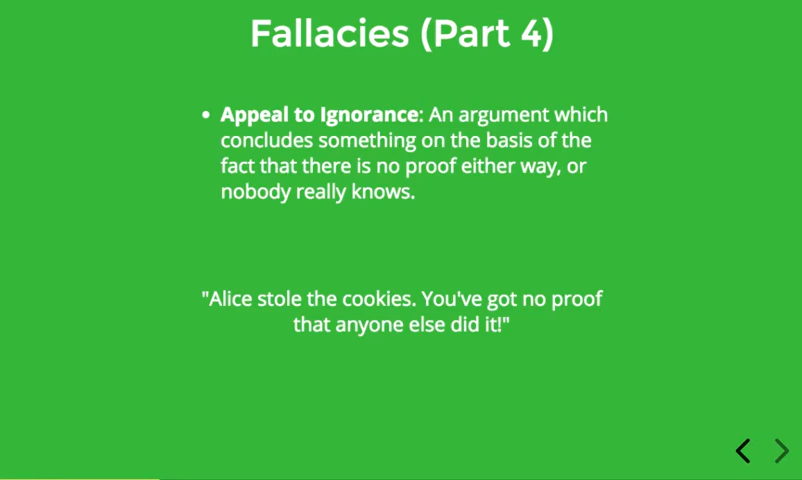 Fallacies (Part 4)
• Appeal to Ignorance: An argument which
concludes something on the basis of the
fact that there is no proof either way, or
nobody really knows.
"Alice stole the cookies. You've got no proof
that anyone else did it!"